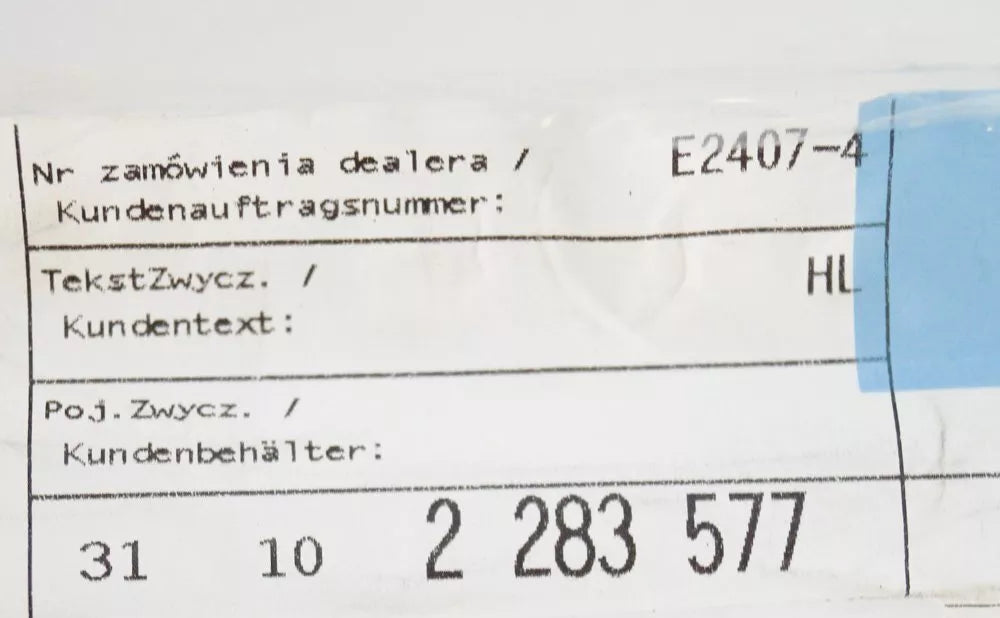 Nr zamówienia dealera / E2407-4
Kundenauftragsnummer:
TekstZwycz. / HL
Kundentext:
Poj.Zwycz. /
Kundenbehälter:
31 10 2 283 577